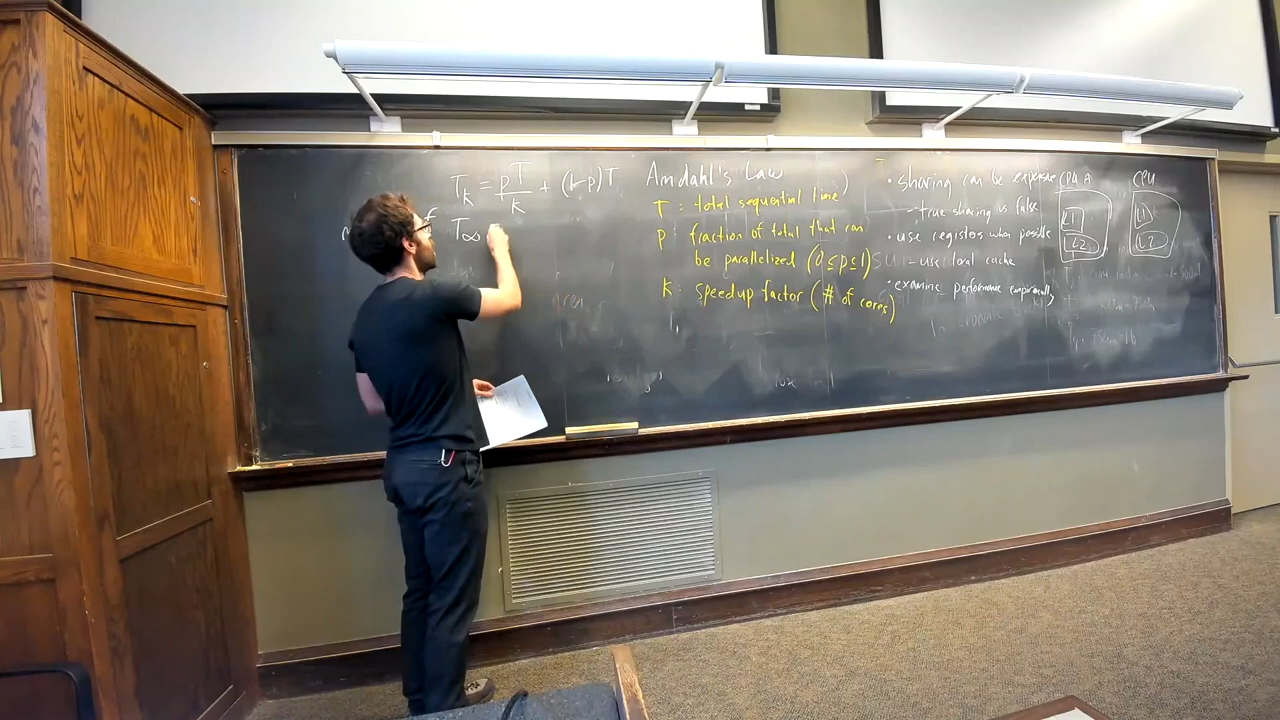 T_k = pT/k + (1-p)T Amdahl's Law
T∞
T : total sequential time
p : fraction of total that can
be parallelized (0≤p≤1)
K : speedup factor (# of cores)
• sharing can be expensive
- true sharing vs false
• use registers when possible
- use local cache
• examine performance empirically
CPU A
L1
L2
CPU
L1
L2